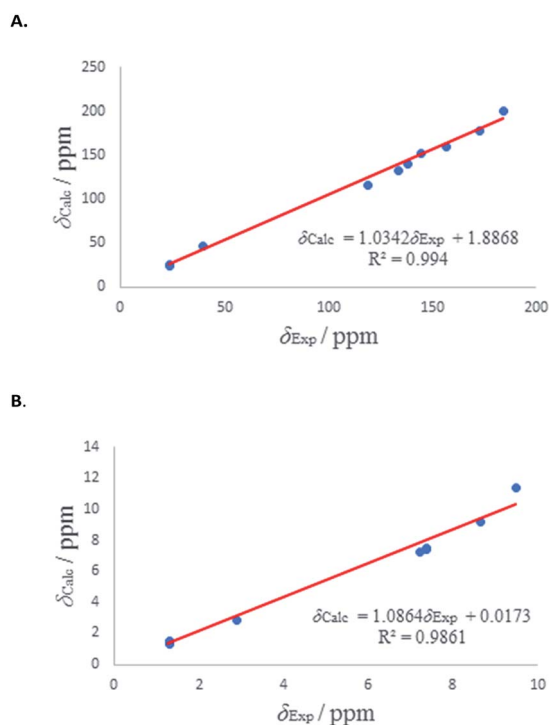 A.
250
200
150
100
50
0
δCalc / ppm
δCalc = 1.0342δExp + 1.8868
R² = 0.994
0 50 100 150 200
δExp / ppm
B.
14
12
10
8
6
4
2
0
δCalc / ppm
δCalc = 1.0864δExp + 0.0173
R² = 0.9861
0 2 4 6 8 10
δExp / ppm